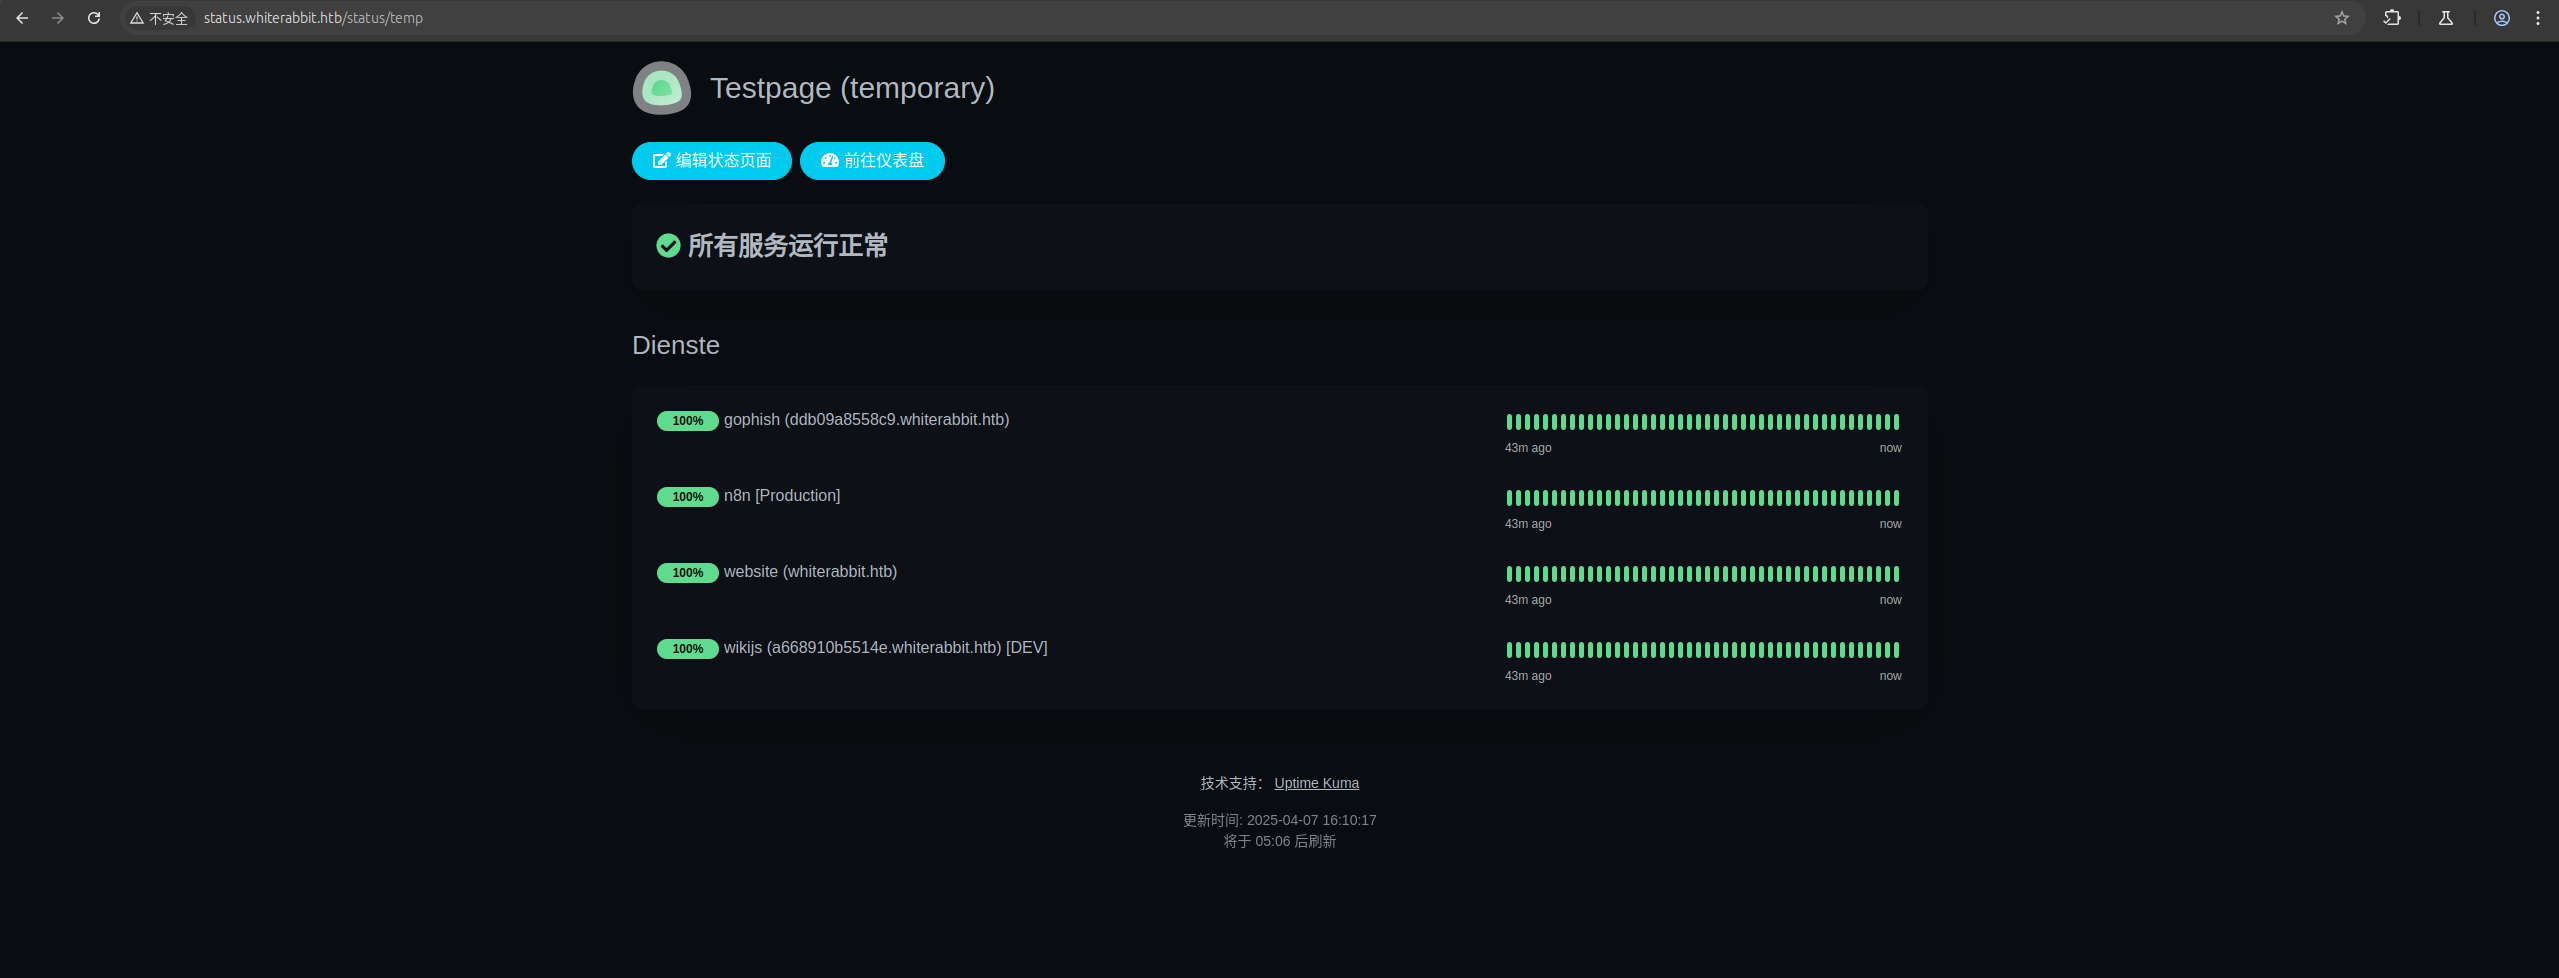 不安全 status.whiterabbit.htb/status/temp
Testpage (temporary)
编辑状态页面 前往仪表盘
所有服务运行正常
Dienste
100% gophish (ddb09a8558c9.whiterabbit.htb)
43m ago now
100% n8n [Production]
43m ago now
100% website (whiterabbit.htb)
43m ago now
100% wikijs (a668910b5514e.whiterabbit.htb) [DEV]
43m ago now
技术支持： Uptime Kuma
更新时间: 2025-04-07 16:10:17
将于 05:06 后刷新